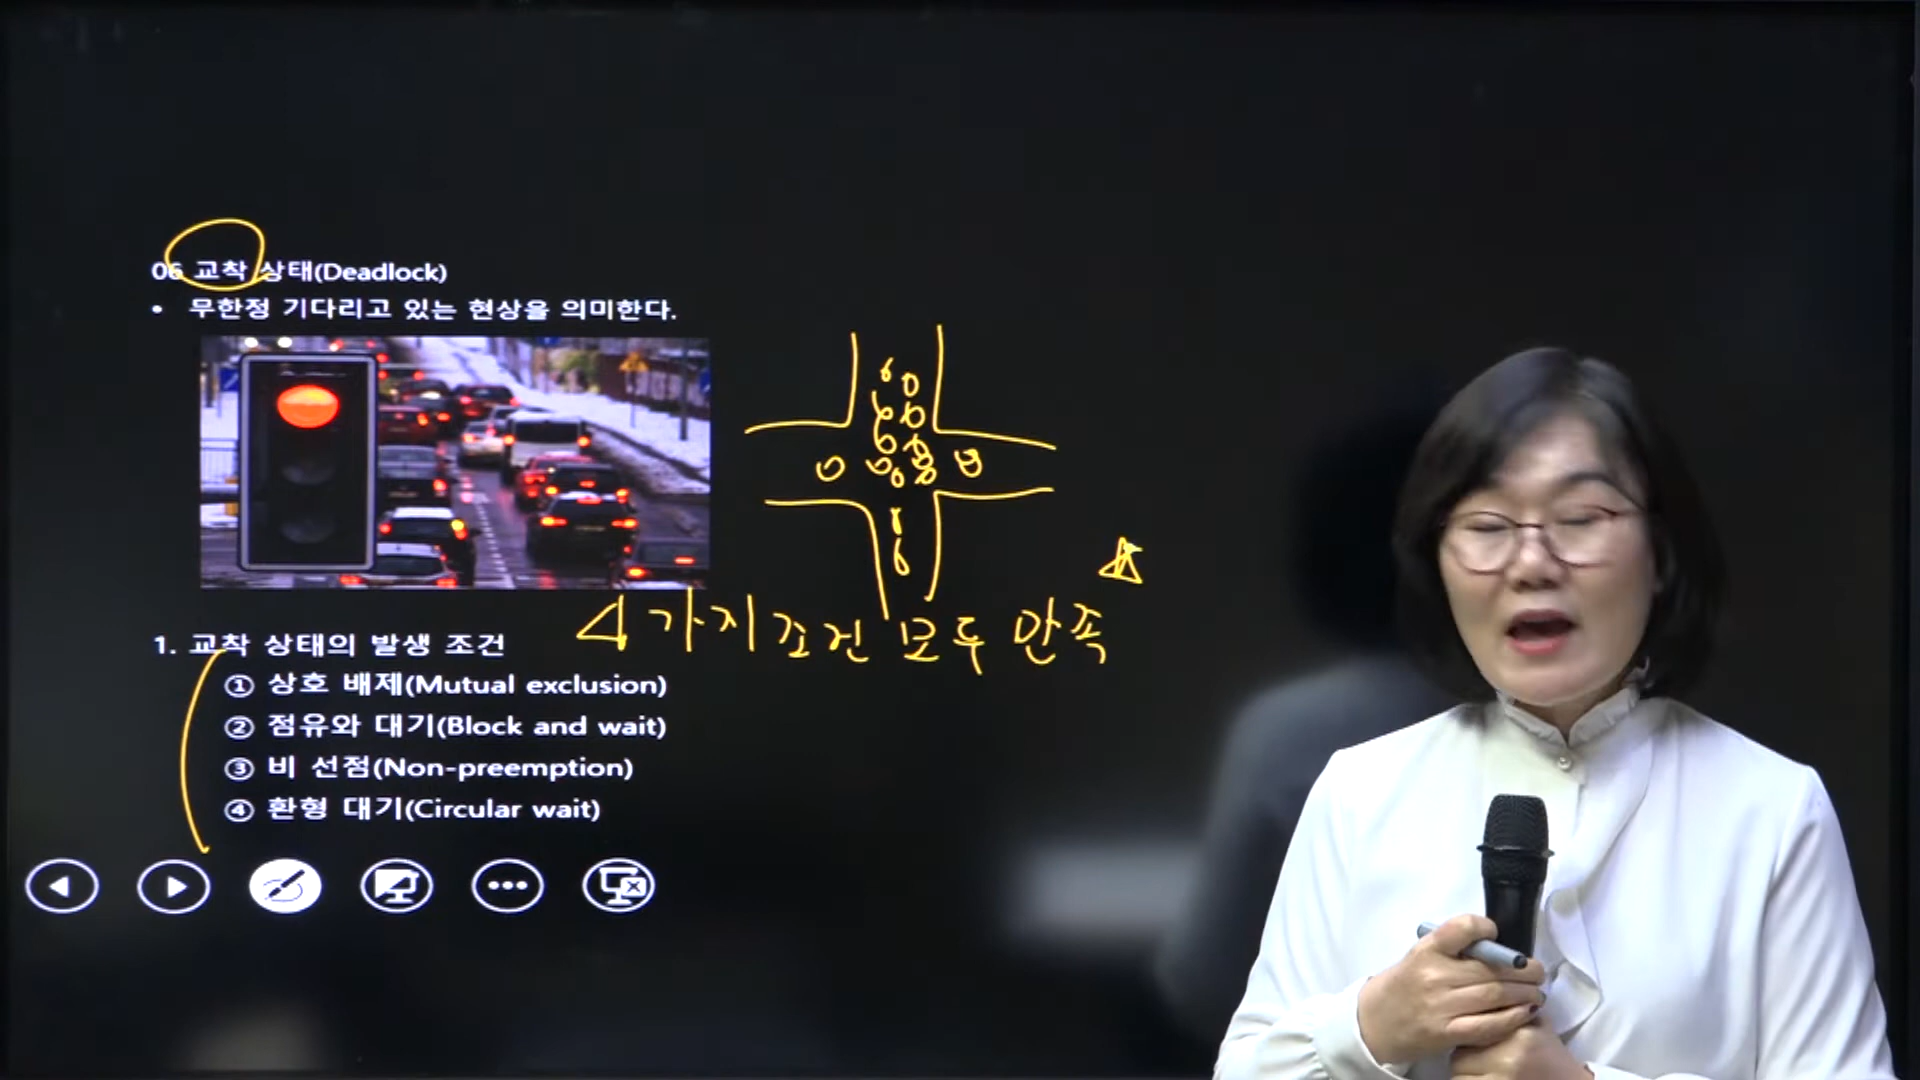 06 교착 상태(Deadlock)
• 무한정 기다리고 있는 현상을 의미한다.
4가지 조건 모두 만족
1. 교착 상태의 발생 조건
① 상호 배제(Mutual exclusion)
② 점유와 대기(Block and wait)
③ 비 선점(Non-preemption)
④ 환형 대기(Circular wait)